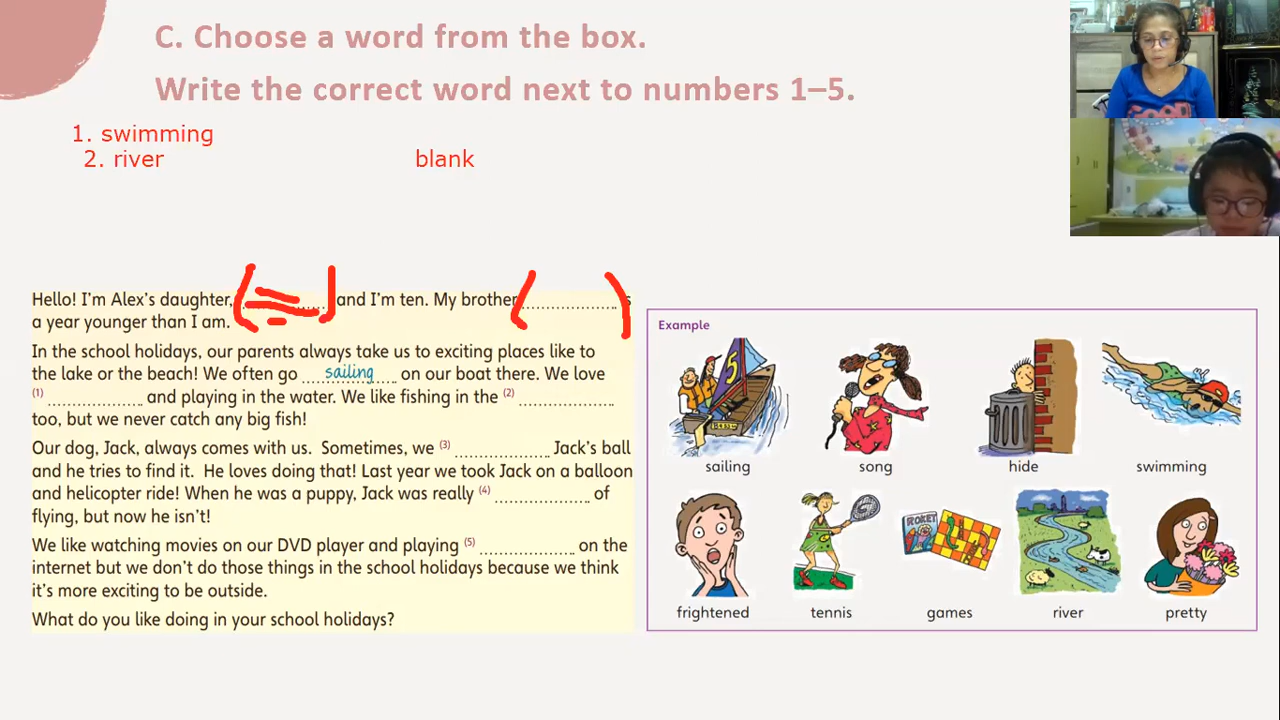 C. Choose a word from the box.
Write the correct word next to numbers 1–5.
1. swimming
2. river
blank
Hello! I'm Alex's daughter, and I'm ten. My brother
a year younger than I am.
In the school holidays, our parents always take us to exciting places like to
the lake or the beach! We often go sailing on our boat there. We love
(1) and playing in the water. We like fishing in the (2)
too, but we never catch any big fish!
Our dog, Jack, always comes with us. Sometimes, we (3) Jack's ball
and he tries to find it. He loves doing that! Last year we took Jack on a balloon
and helicopter ride! When he was a puppy, Jack was really (4) of
flying, but now he isn't!
We like watching movies on our DVD player and playing (5) on the
internet but we don't do those things in the school holidays because we think
it's more exciting to be outside.
What do you like doing in your school holidays?
Example
5
sailing
song
hide
swimming
ROCKET
frightened
tennis
games
river
pretty